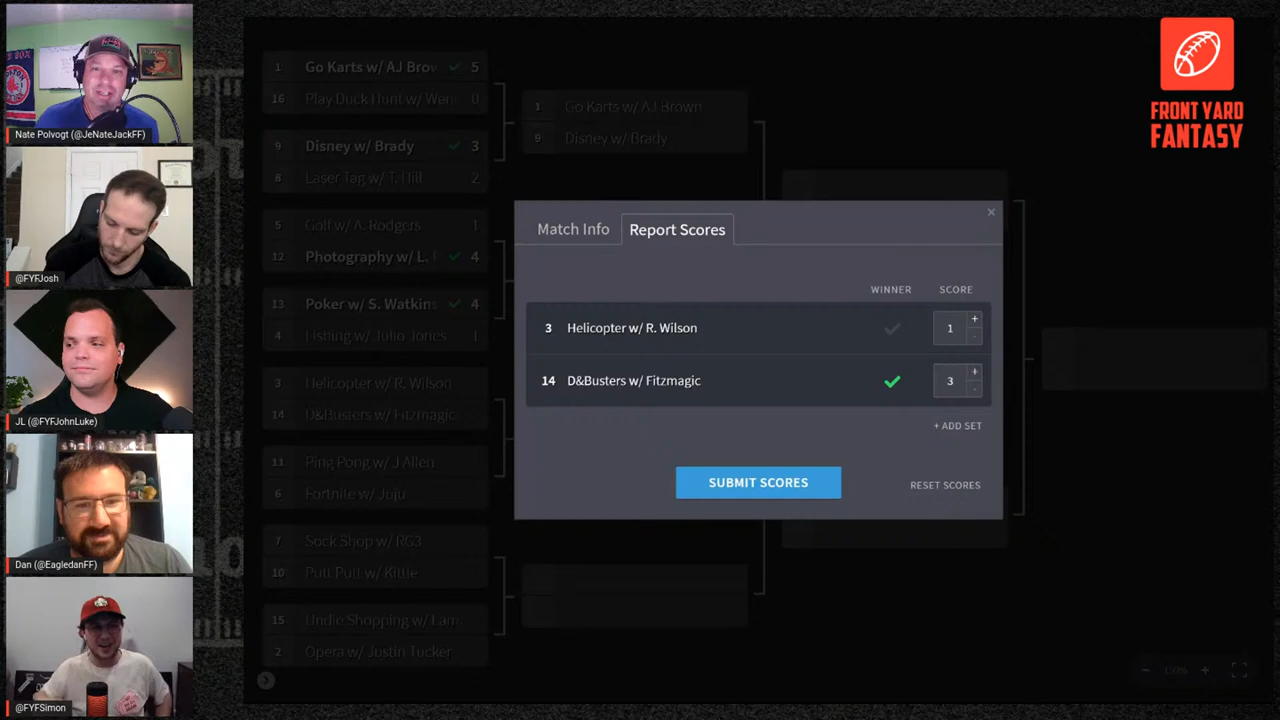 Nate Polvogt (@JeNateJackFF)
@FYFJosh
JL (@FYFJohnLuke)
Dan (@EagledanFF)
@FYFSimon
1 Go Karts w/ AJ Brow 5
16 Play Duck Hunt w/ Wen 0
9 Disney w/ Brady 3
8 Laser Tag w/ T. Hill 2
5 Golf w/ A. Rodgers 1
12 Photography w/ L. 4
13 Poker w/ S. Watkins 4
4 Fishing w/ Julio Jones 1
3 Helicopter w/ R. Wilson
14 D&Busters w/ Fitzmagic
11 Ping Pong w/ J Allen
6 Fortnite w/ Juju
7 Sock Shop w/ RG3
10 Putt Putt w/ Kittle
15 Undie Shopping w/ Lam
2 Opera w/ Justin Tucker
1 Go Karts w/ AJ Brown
9 Disney w/ Brady
Match Info
Report Scores
×
WINNER SCORE
3 Helicopter w/ R. Wilson 1 + -
14 D&Busters w/ Fitzmagic 3 + -
+ ADD SET
SUBMIT SCORES
RESET SCORES
FRONT YARD
FANTASY